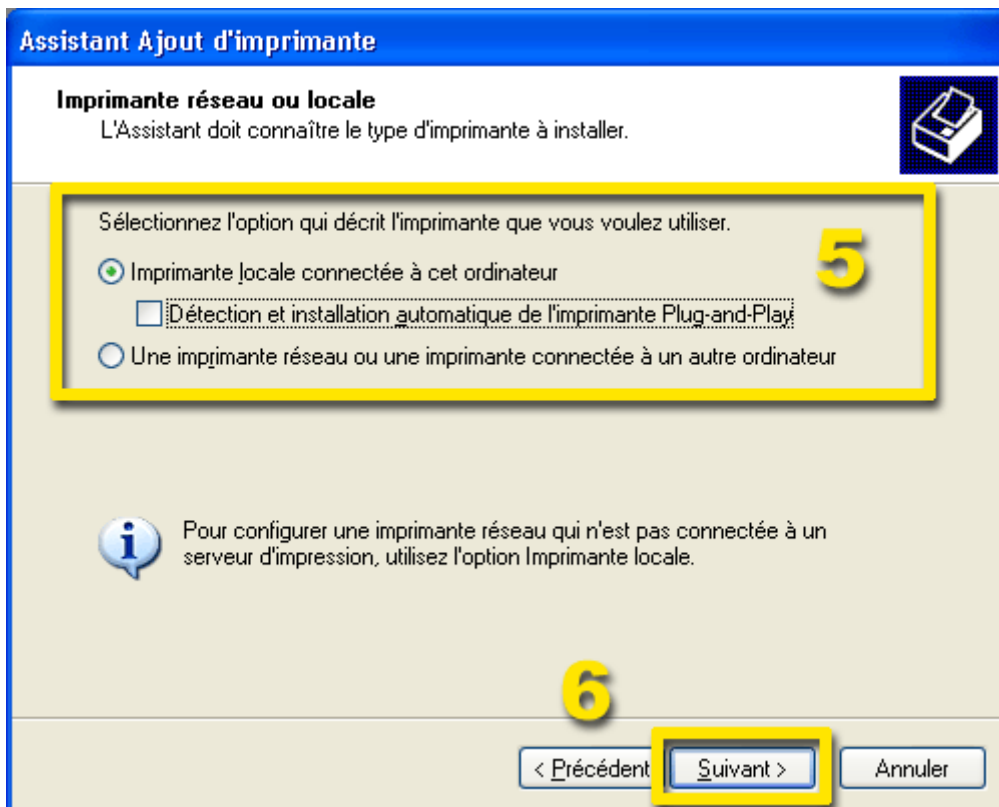 Assistant Ajout d'imprimante
Imprimante réseau ou locale
L'Assistant doit connaître le type d'imprimante à installer.
Sélectionnez l'option qui décrit l'imprimante que vous voulez utiliser.
5
Imprimante locale connectée à cet ordinateur
Détection et installation automatique de l'imprimante Plug-and-Play
Une imprimante réseau ou une imprimante connectée à un autre ordinateur
Pour configurer une imprimante réseau qui n'est pas connectée à un
serveur d'impression, utilisez l'option Imprimante locale.
6
< Précédent Suivant > Annuler